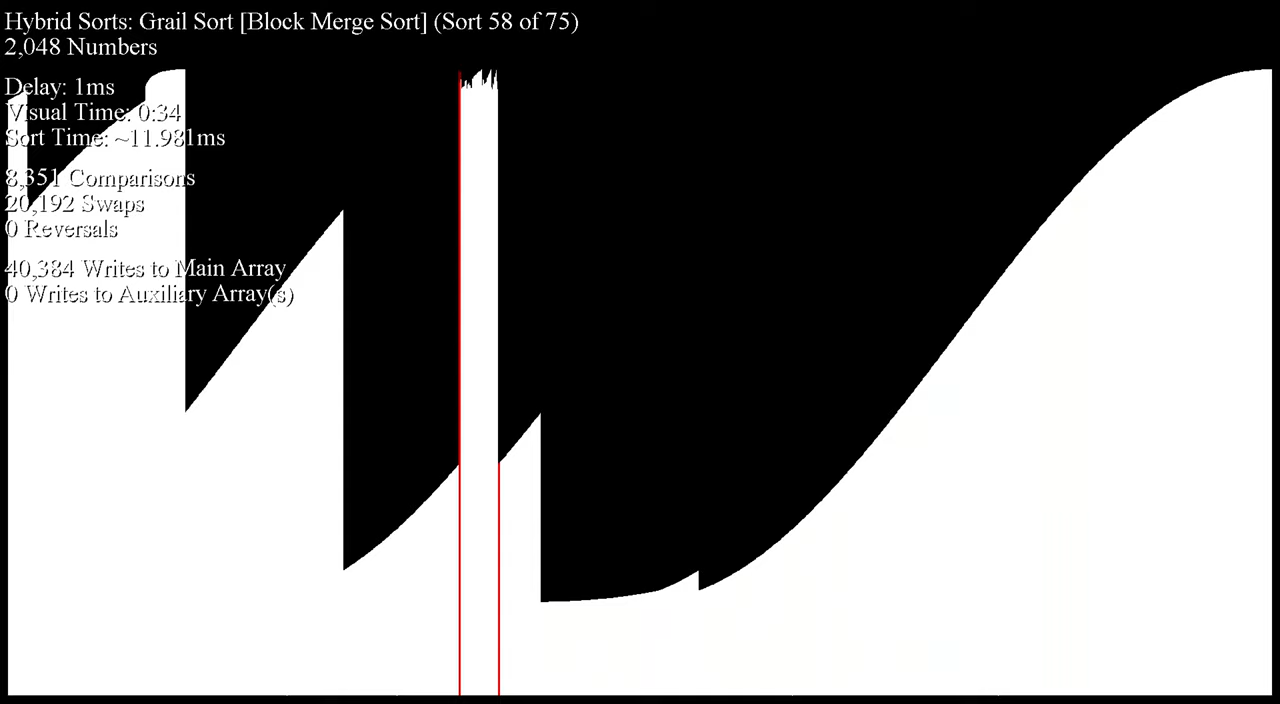 Hybrid Sorts: Grail Sort [Block Merge Sort] (Sort 58 of 75)
2,048 Numbers
Delay: 1ms
Visual Time: 0:34
Sort Time: ~11.981ms
8,351 Comparisons
20,192 Swaps
0 Reversals
40,384 Writes to Main Array
0 Writes to Auxiliary Array(s)